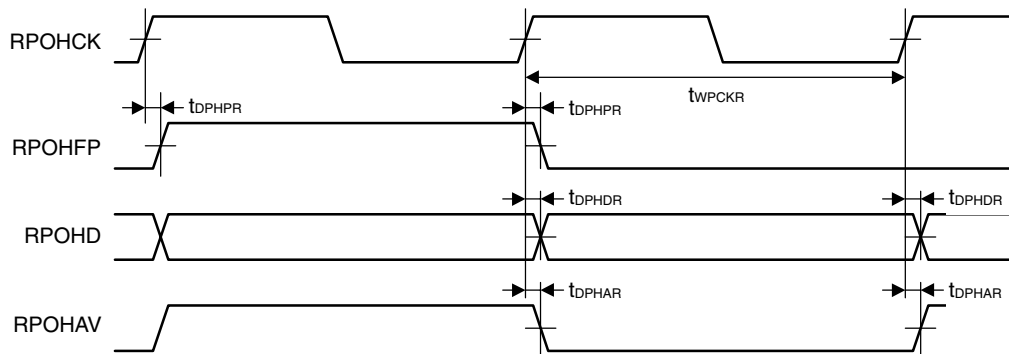 RPOHCK
tWPCKR
tDPHPR tDPHPR
RPOHFP
tDPHDR tDPHDR
RPOHD
tDPHAR tDPHAR
RPOHAV